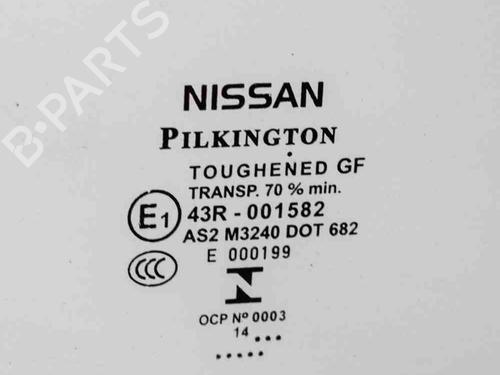 B-PARTS
NISSAN
PILKINGTON
TOUGHENED GF
TRANSP. 70 % min.
E1 43R - 001582
AS2 M3240 DOT 682
E 000199
CCC
N
OCP Nº 0003
14 ...
.....